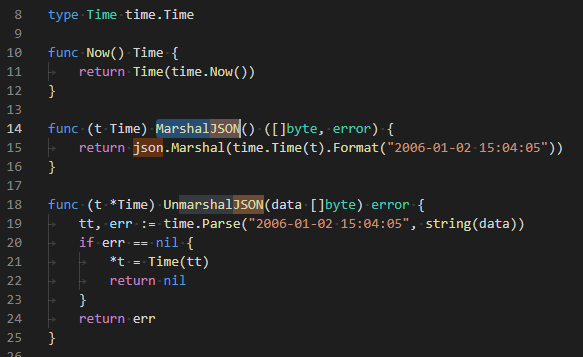 8 type Time time.Time
9
10 func Now() Time {
11     return Time(time.Now())
12 }
13
14 func (t Time) MarshalJSON() ([]byte, error) {
15     return json.Marshal(time.Time(t).Format("2006-01-02 15:04:05"))
16 }
17
18 func (t *Time) UnmarshalJSON(data []byte) error {
19     tt, err := time.Parse("2006-01-02 15:04:05", string(data))
20     if err == nil {
21         *t = Time(tt)
22         return nil
23     }
24     return err
25 }
26